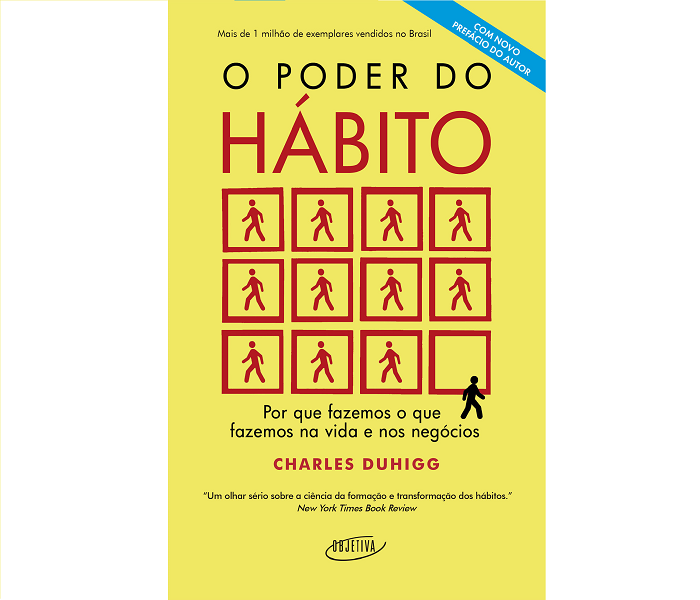 Mais de 1 milhão de exemplares vendidos no Brasil
COM NOVO
PREFÁCIO DO AUTOR
O PODER DO
HÁBITO
Por que fazemos o que
fazemos na vida e nos negócios
CHARLES DUHIGG
“Um olhar sério sobre a ciência da formação e transformação dos hábitos.”
New York Times Book Review
OBJETIVA